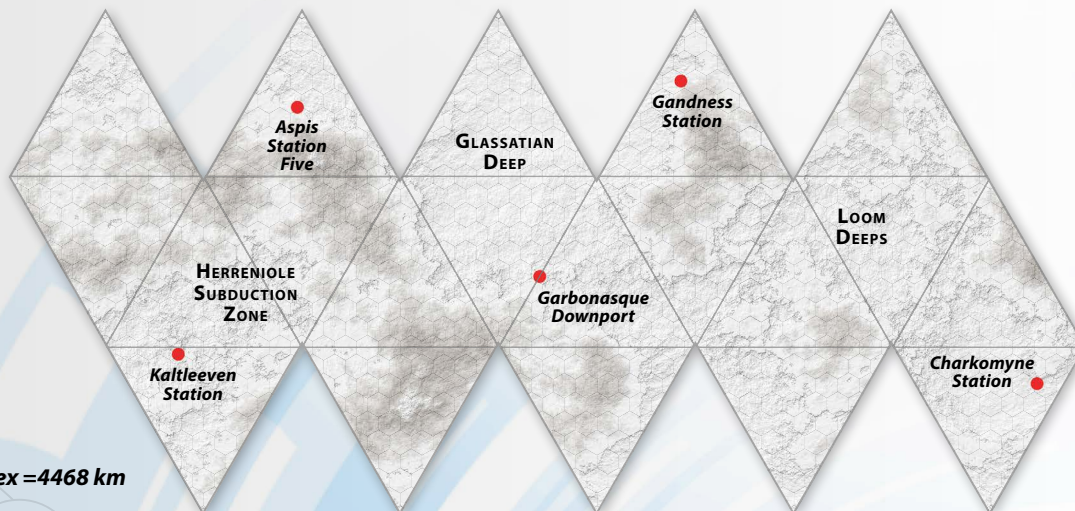 Aspis
Station
Five
GLASSATIAN
DEEP
Gandness
Station
LOOM
DEEPS
HERRENIOLE
SUBDUCTION
ZONE
Garbonasque
Downport
Kaltleeven
Station
Charkomyne
Station
ex =4468 km